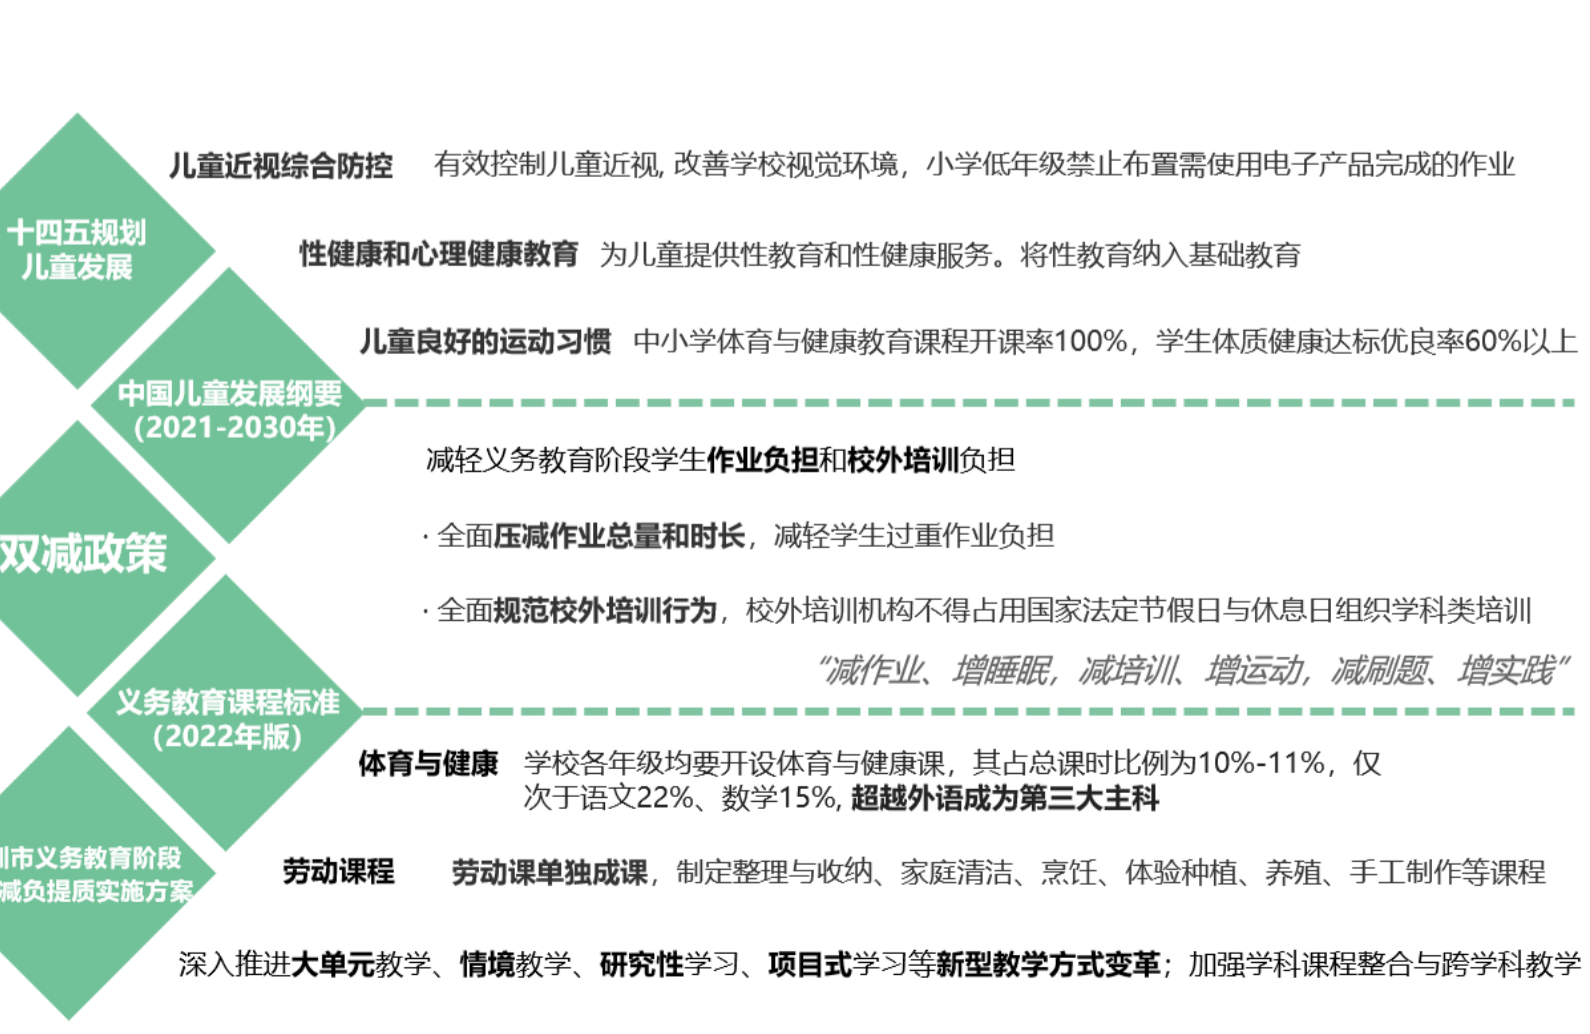 儿童近视综合防控 有效控制儿童近视, 改善学校视觉环境，小学低年级禁止布置需使用电子产品完成的作业
十四五规划
儿童发展
性健康和心理健康教育 为儿童提供性教育和性健康服务。将性教育纳入基础教育
儿童良好的运动习惯 中小学体育与健康教育课程开课率100%，学生体质健康达标优良率60%以上
中国儿童发展纲要
（2021-2030年）
减轻义务教育阶段学生作业负担和校外培训负担
· 全面压减作业总量和时长，减轻学生过重作业负担
双减政策
· 全面规范校外培训行为，校外培训机构不得占用国家法定节假日与休息日组织学科类培训
“减作业、增睡眠，减培训、增运动，减刷题、增实践”
义务教育课程标准
（2022年版）
体育与健康 学校各年级均要开设体育与健康课，其占总课时比例为10%-11%，仅
次于语文22%、数学15%, 超越外语成为第三大主科
市义务教育阶段
减负提质实施方案
劳动课程 劳动课单独成课，制定整理与收纳、家庭清洁、烹饪、体验种植、养殖、手工制作等课程
深入推进大单元教学、情境教学、研究性学习、项目式学习等新型教学方式变革；加强学科课程整合与跨学科教学